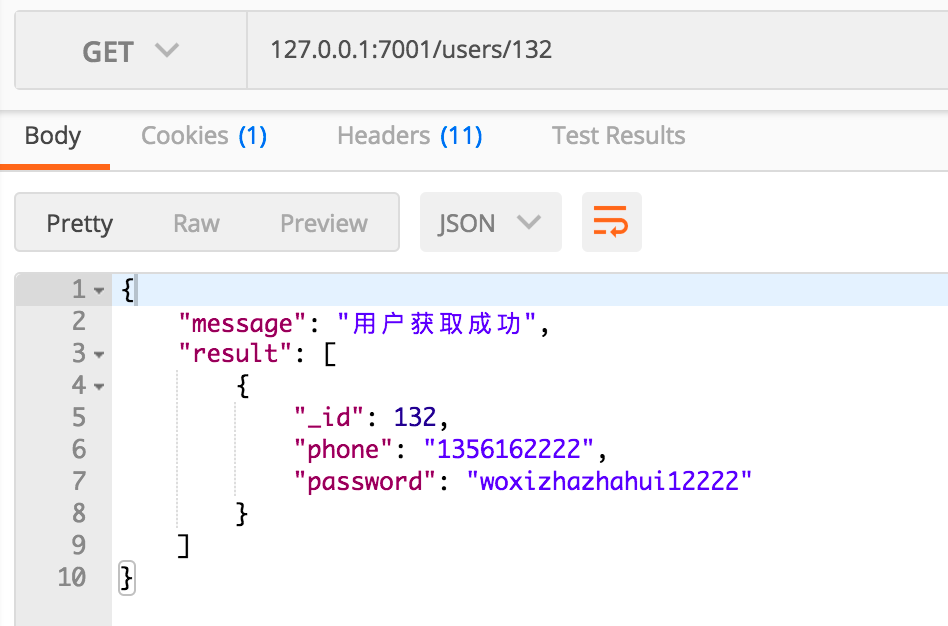 GET 127.0.0.1:7001/users/132
Body Cookies (1) Headers (11) Test Results
Pretty Raw Preview JSON
1 {
2 "message": "用户获取成功",
3 "result": [
4 {
5 "_id": 132,
6 "phone": "1356162222",
7 "password": "woxizhazhahui12222"
8 }
9 ]
10 }